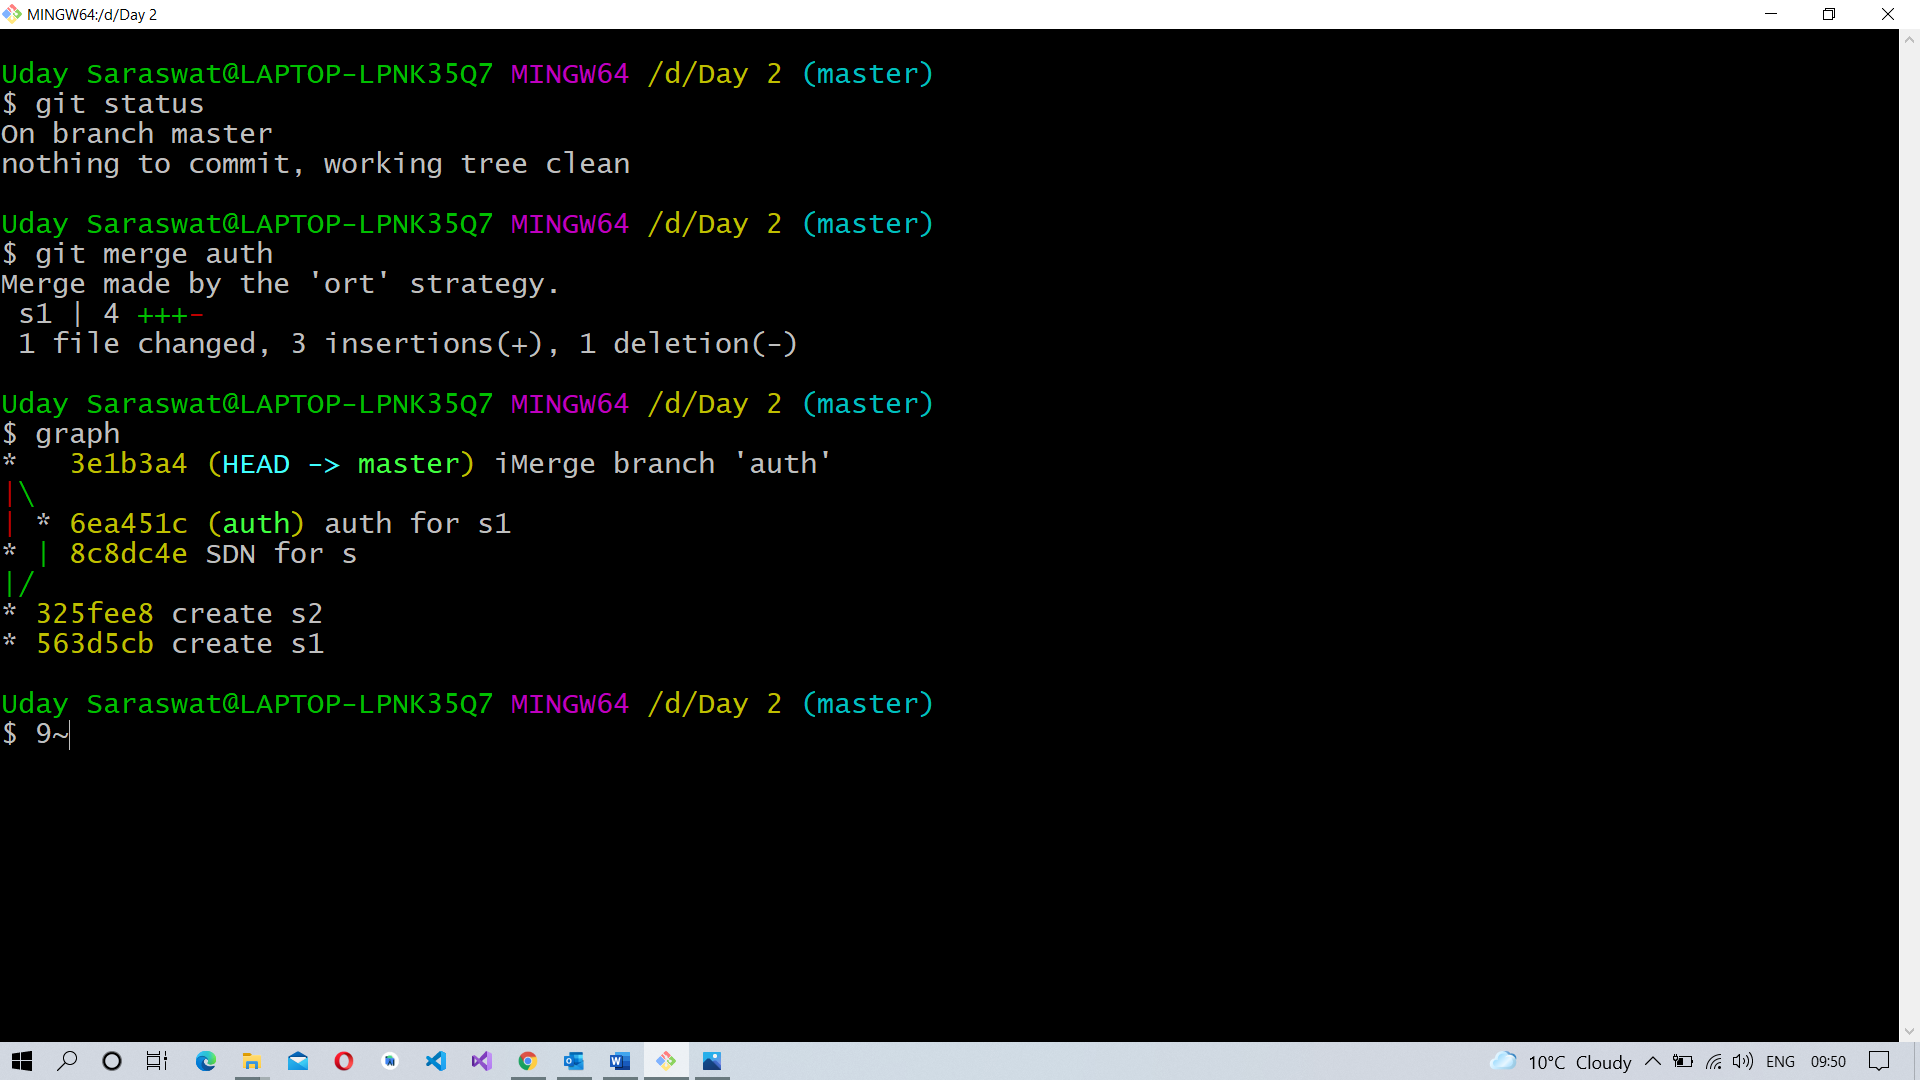 MINGW64:/d/Day 2
Uday Saraswat@LAPTOP-LPNK35Q7 MINGW64 /d/Day 2 (master)
$ git status
On branch master
nothing to commit, working tree clean
Uday Saraswat@LAPTOP-LPNK35Q7 MINGW64 /d/Day 2 (master)
$ git merge auth
Merge made by the 'ort' strategy.
 s1 | 4 +++-
 1 file changed, 3 insertions(+), 1 deletion(-)
Uday Saraswat@LAPTOP-LPNK35Q7 MINGW64 /d/Day 2 (master)
$ graph
*   3e1b3a4 (HEAD -> master) iMerge branch 'auth'
|\
| * 6ea451c (auth) auth for s1
* | 8c8dc4e SDN for s
|/
* 325fee8 create s2
* 563d5cb create s1
Uday Saraswat@LAPTOP-LPNK35Q7 MINGW64 /d/Day 2 (master)
$ 9~
10°C Cloudy ENG 09:50